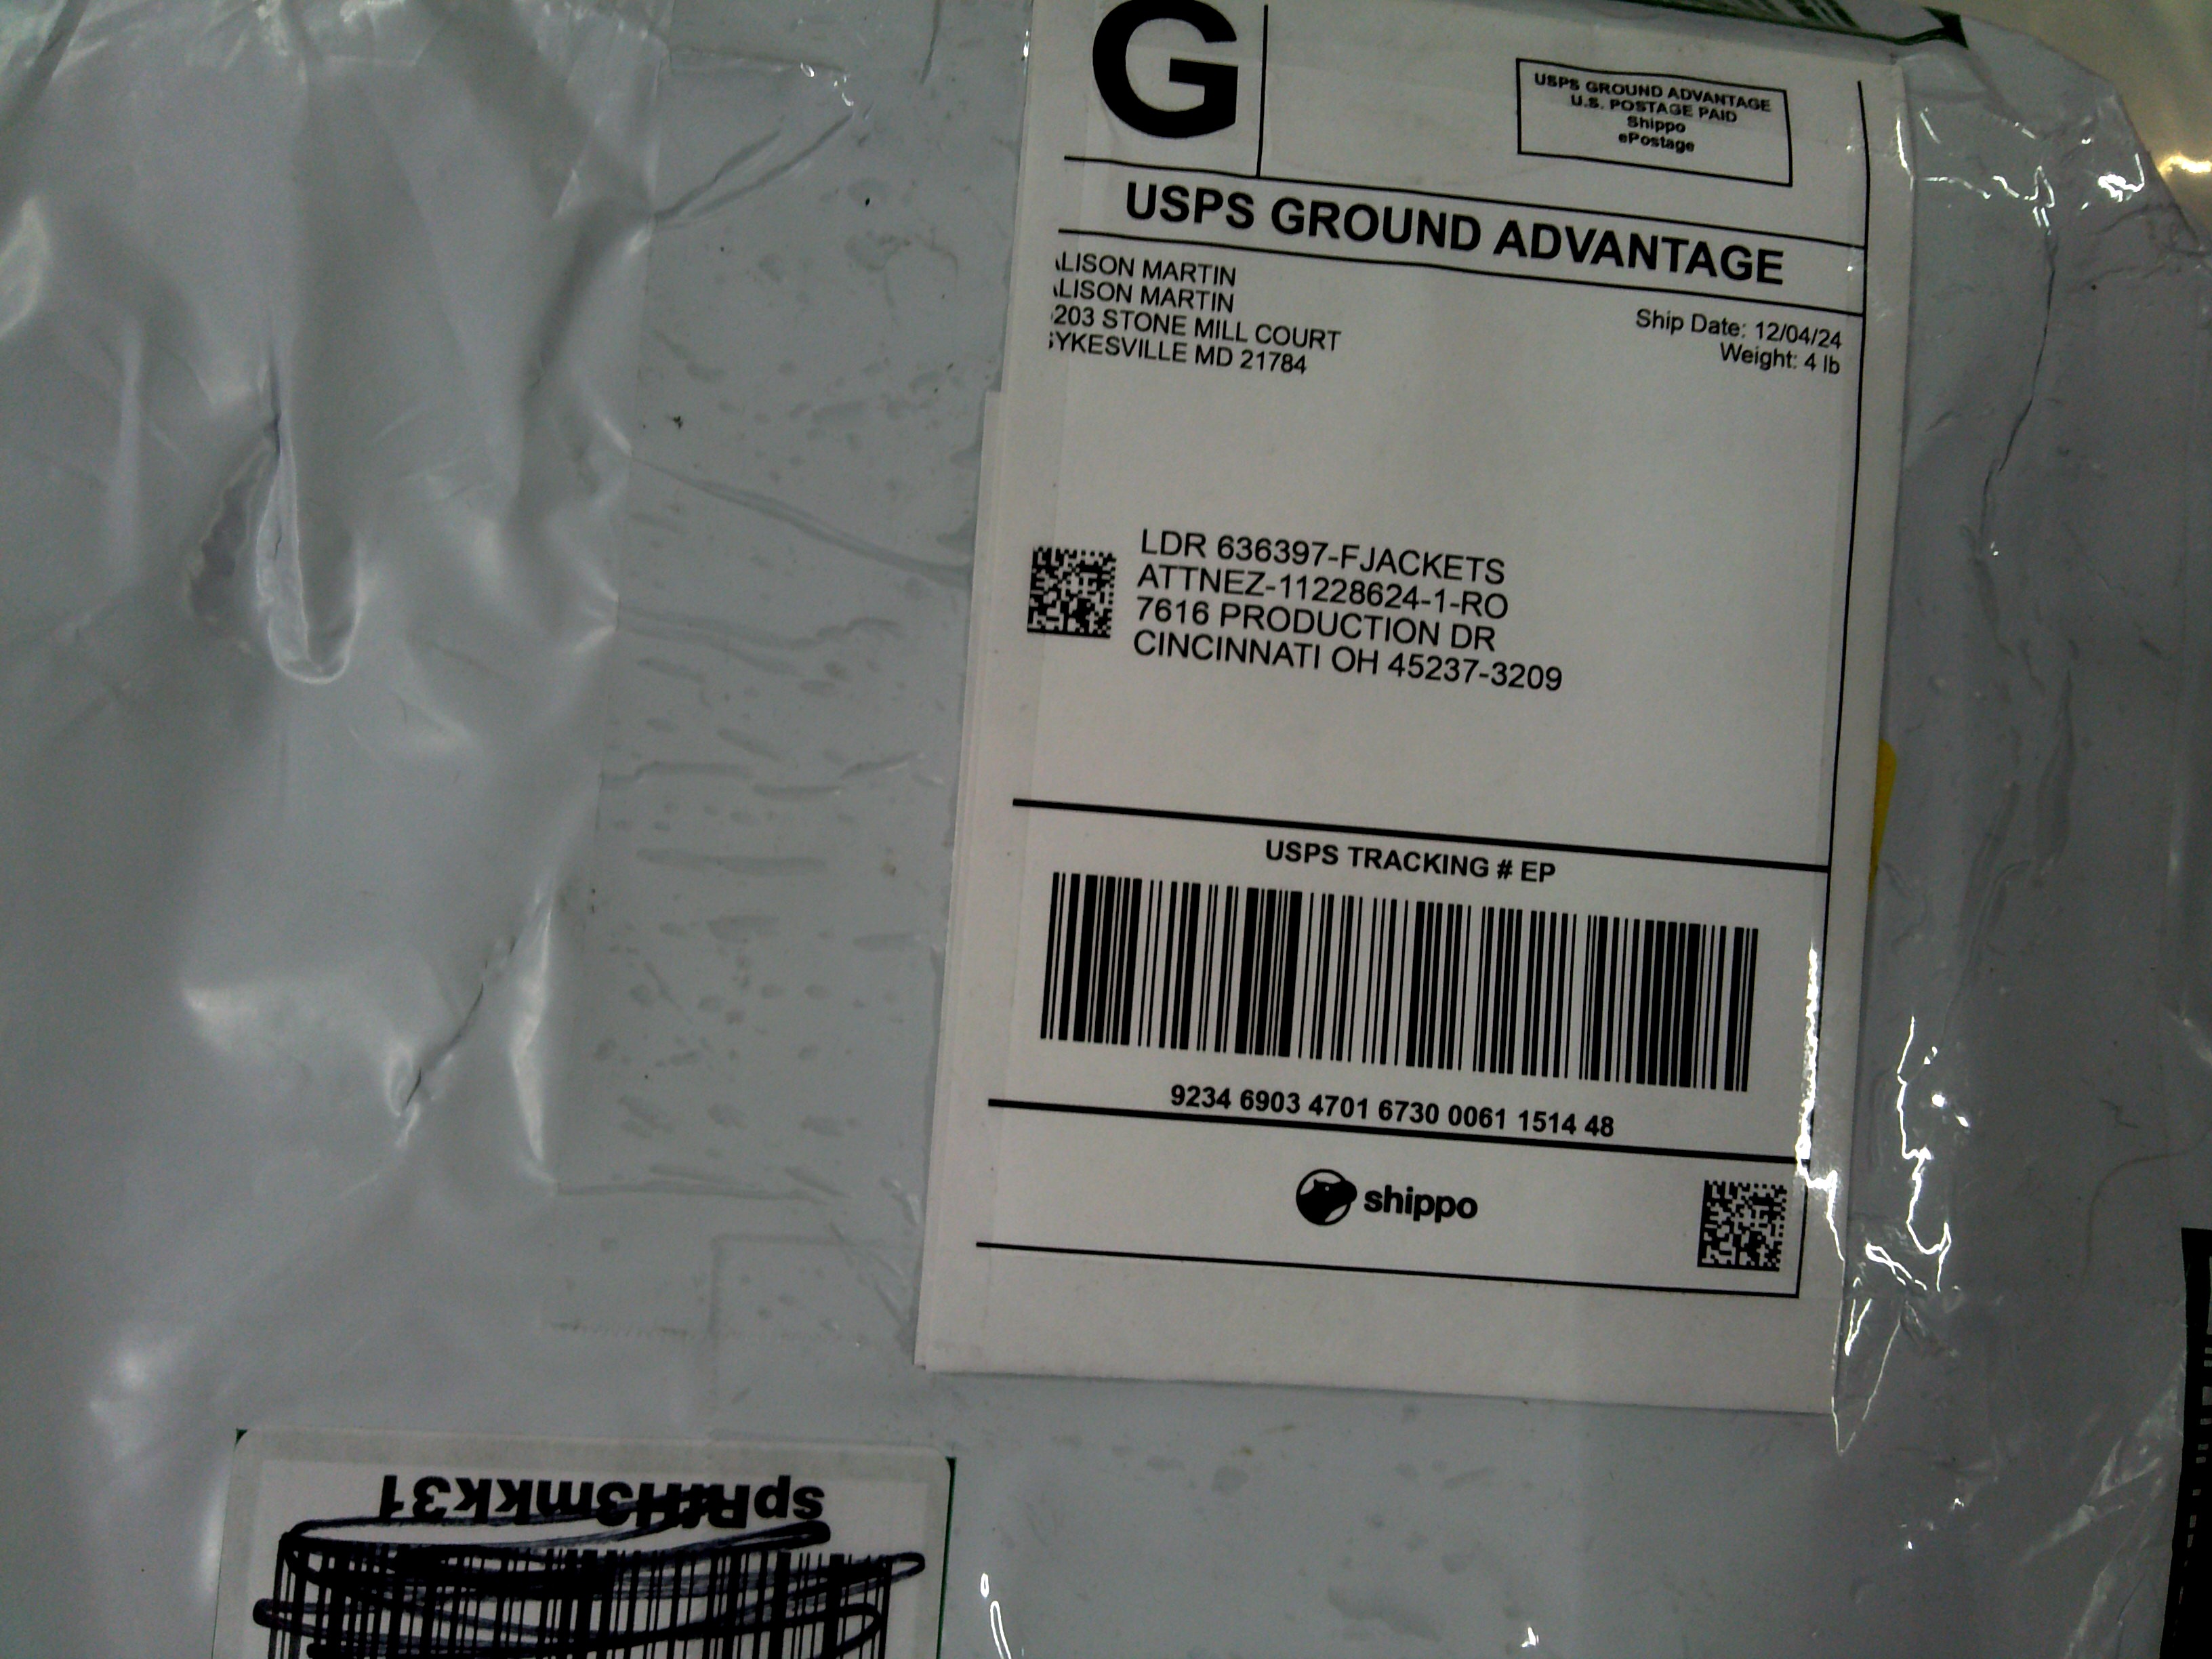 G
USPS GROUND ADVANTAGE
U.S. POSTAGE PAID
Shippo
ePostage
USPS GROUND ADVANTAGE
LISON MARTIN
LISON MARTIN
203 STONE MILL COURT
YKESVILLE MD 21784
Ship Date: 12/04/24
Weight: 4 lb
LDR 636397-FJACKETS
ATTNEZ-11228624-1-RO
7616 PRODUCTION DR
CINCINNATI OH 45237-3209
USPS TRACKING # EP
9234 6903 4701 6730 0061 1514 48
shippo